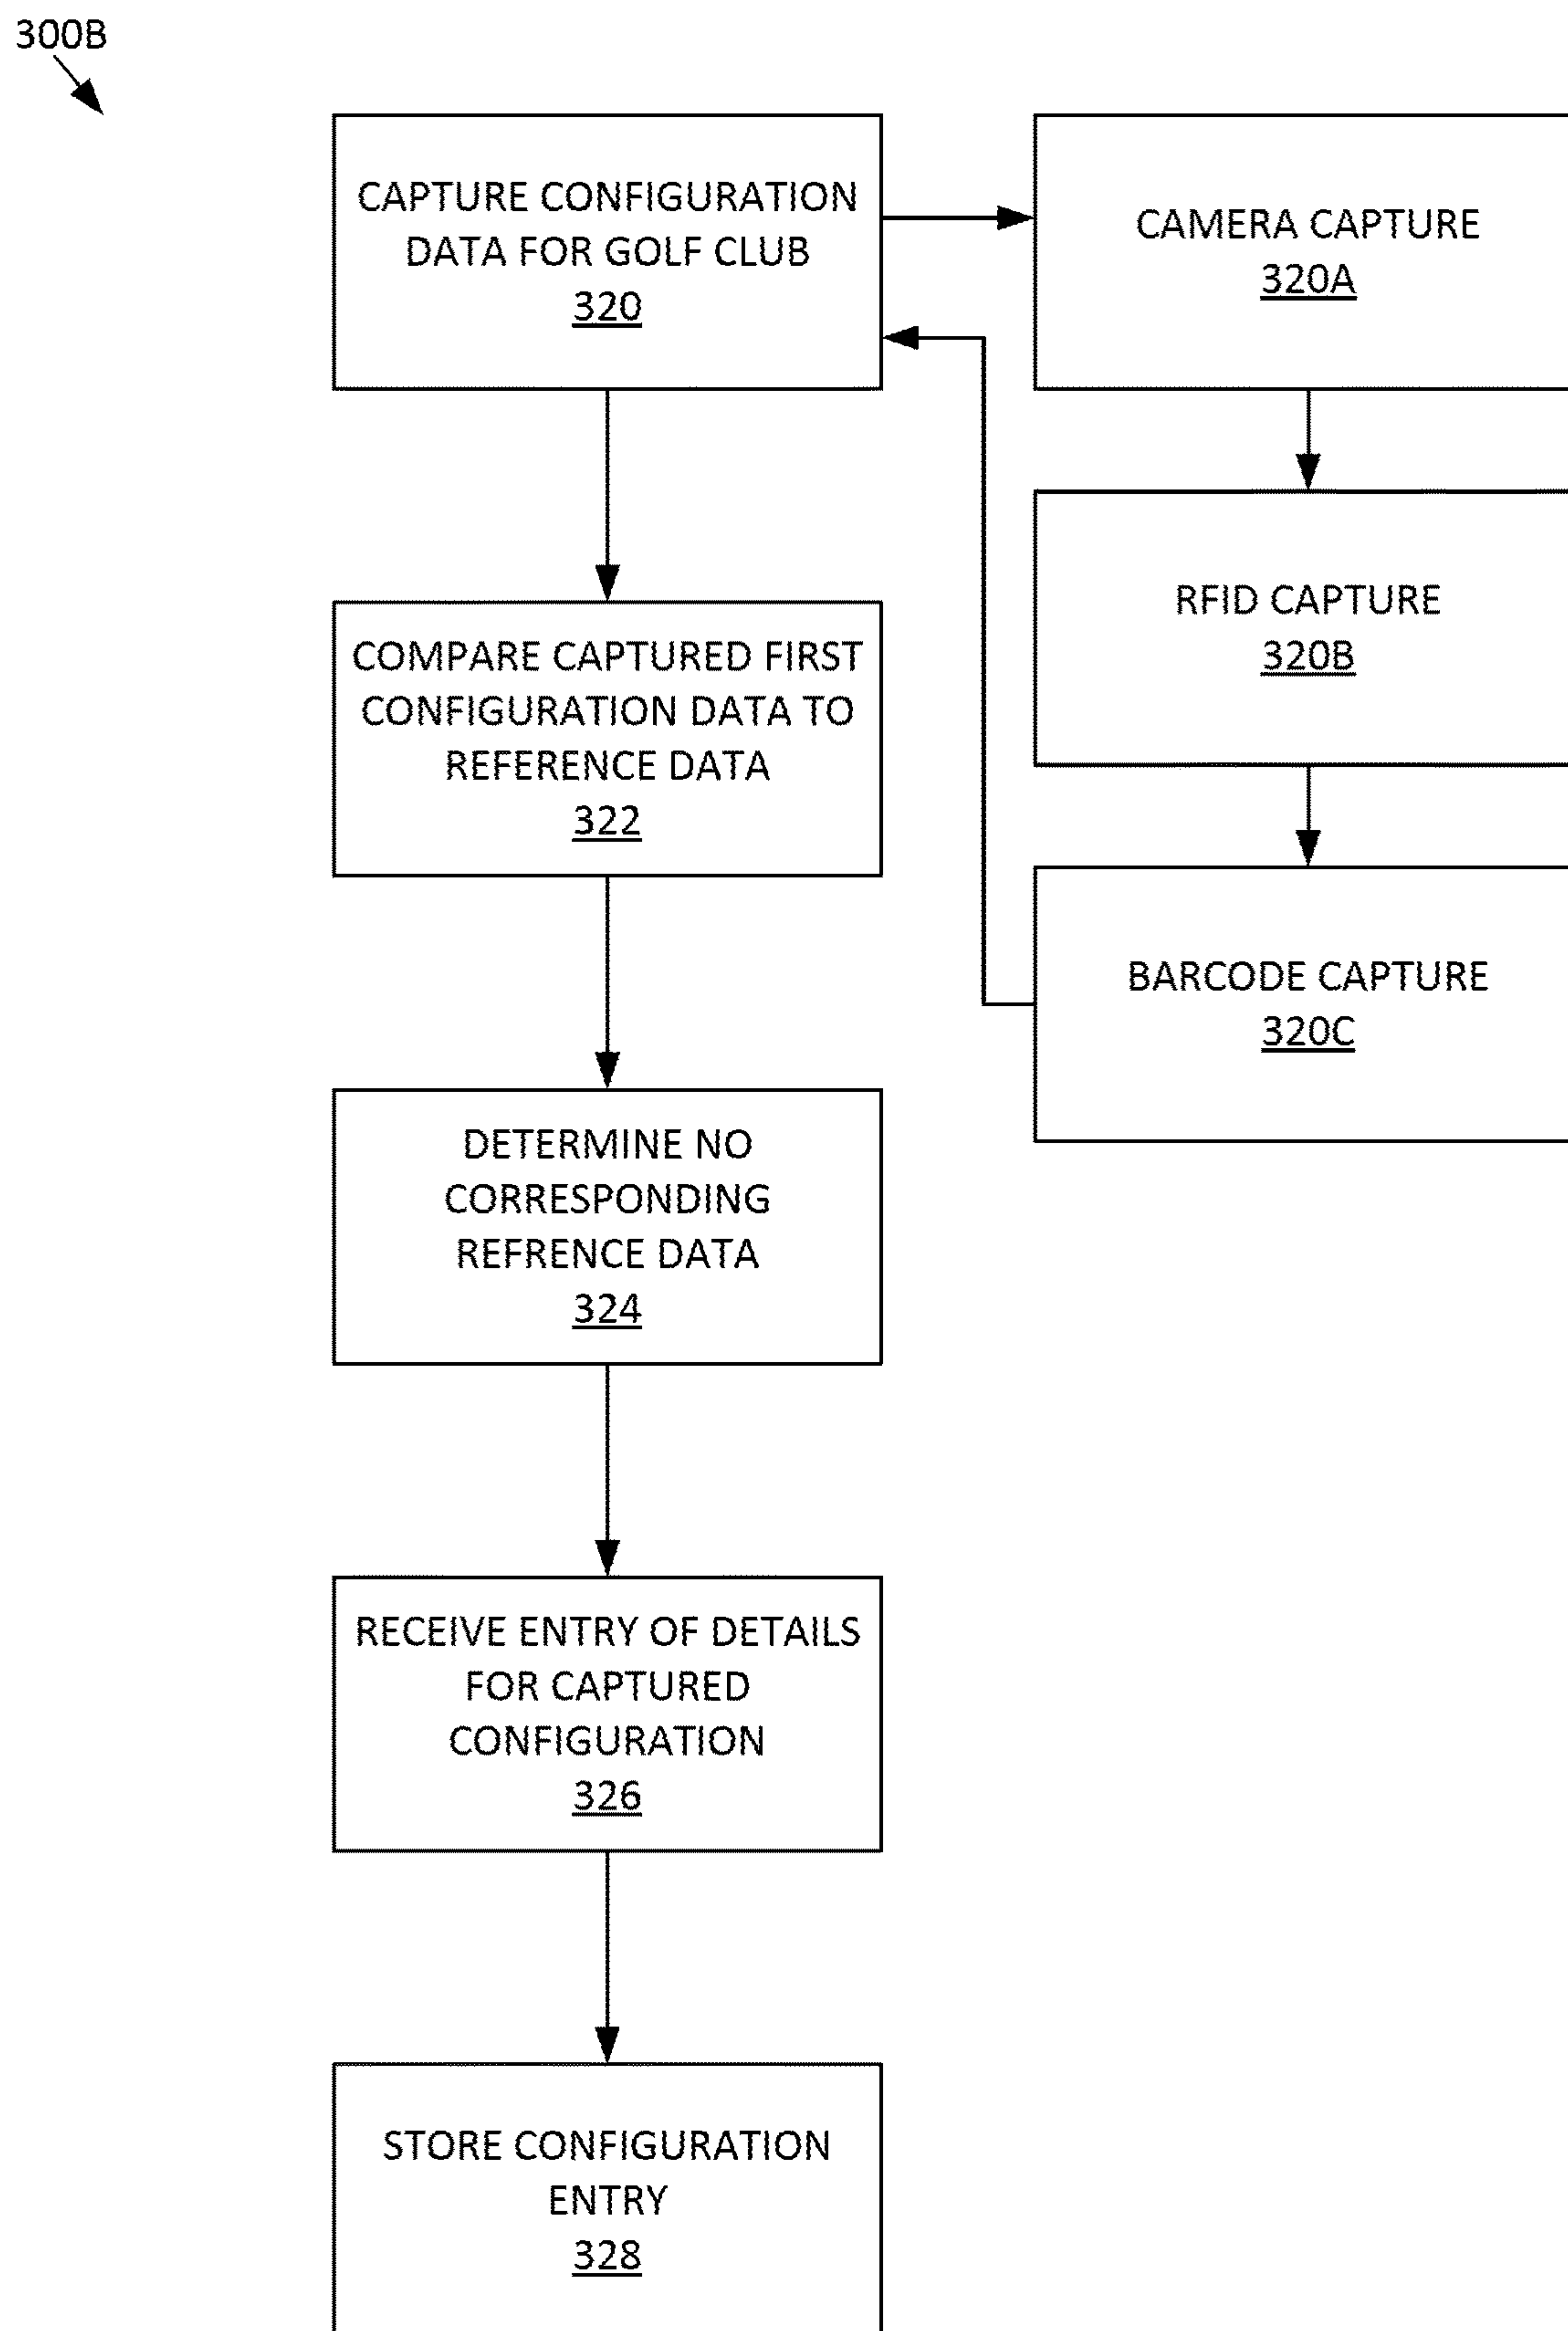 300B
CAPTURE CONFIGURATION
DATA FOR GOLF CLUB
320
CAMERA CAPTURE
320A
RFID CAPTURE
320B
COMPARE CAPTURED FIRST
CONFIGURATION DATA TO
REFERENCE DATA
322
BARCODE CAPTURE
320C
DETERMINE NO
CORRESPONDING
REFRENCE DATA
324
RECEIVE ENTRY OF DETAILS
FOR CAPTURED
CONFIGURATION
326
STORE CONFIGURATION
ENTRY
328